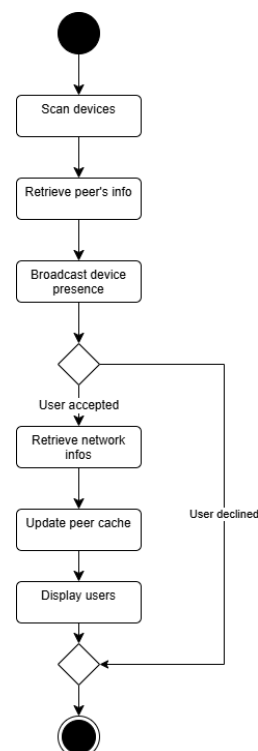 Scan devices
Retrieve peer's info
Broadcast device
presence
User accepted
Retrieve network
infos
Update peer cache
User declined
Display users